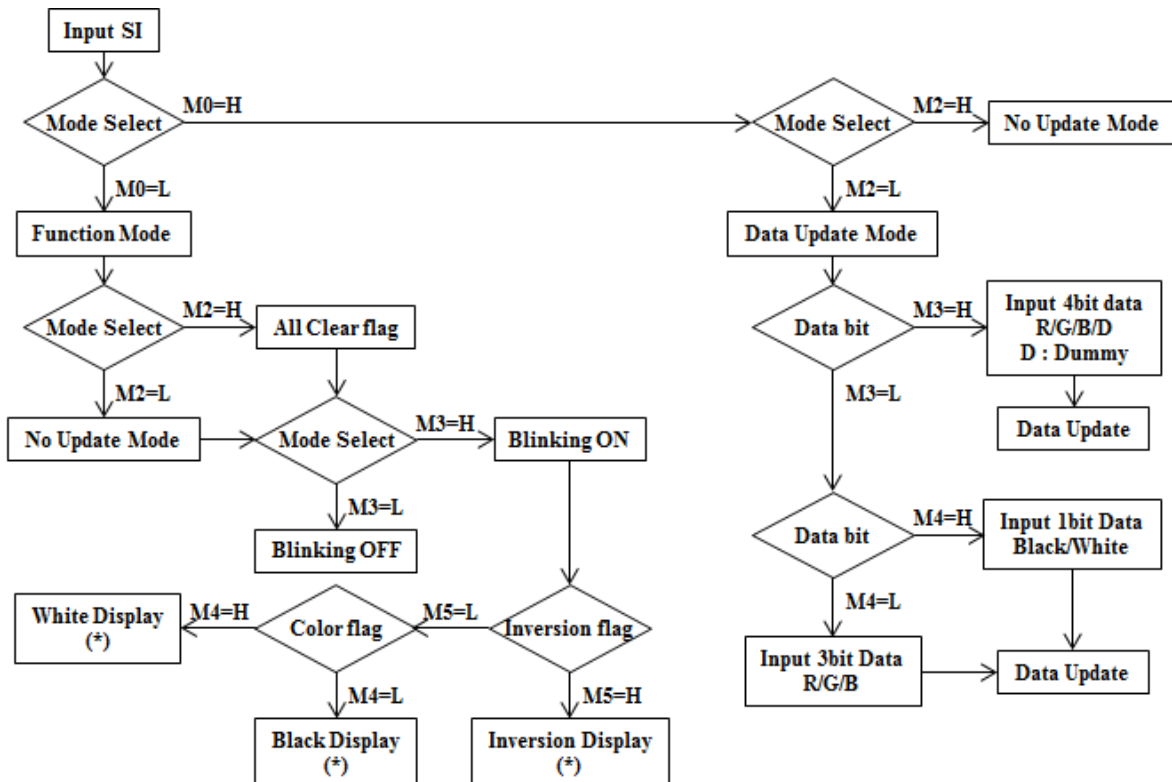 Input SI
Mode Select
M0=H
M0=L
Function Mode
Mode Select
M2=H
All Clear flag
M2=L
No Update Mode
Mode Select
M3=H
Blinking ON
M3=L
Blinking OFF
Inversion flag
M5=L
Color flag
M4=H
White Display
(*)
M4=L
Black Display
(*)
M5=H
Inversion Display
(*)
Mode Select
M2=H
No Update Mode
M2=L
Data Update Mode
Data bit
M3=H
Input 4bit data
R/G/B/D
D : Dummy
Data Update
M3=L
Data bit
M4=H
Input 1bit Data
Black/White
M4=L
Input 3bit Data
R/G/B
Data Update